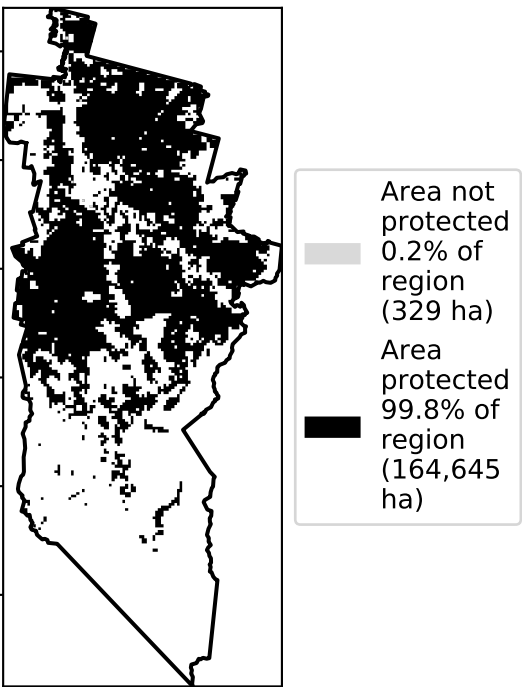 Area not
protected
0.2% of
region
(329 ha)
Area
protected
99.8% of
region
(164,645
ha)